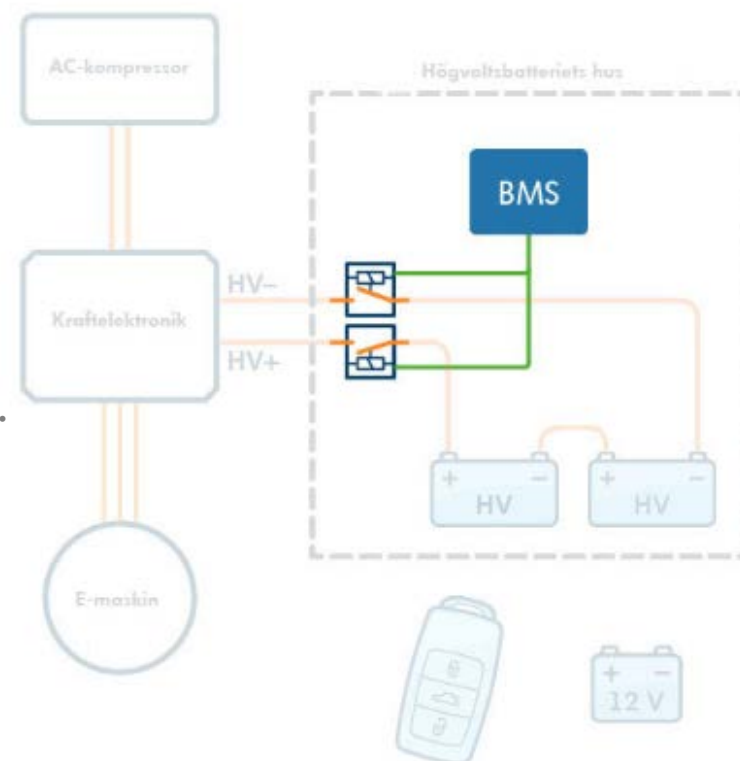 AC-kompressor
Högvoltsbatteriets hus
BMS
HV–
Kraftelektronik
HV+
+ –
HV
+ –
HV
E-maskin
+ –
12 V